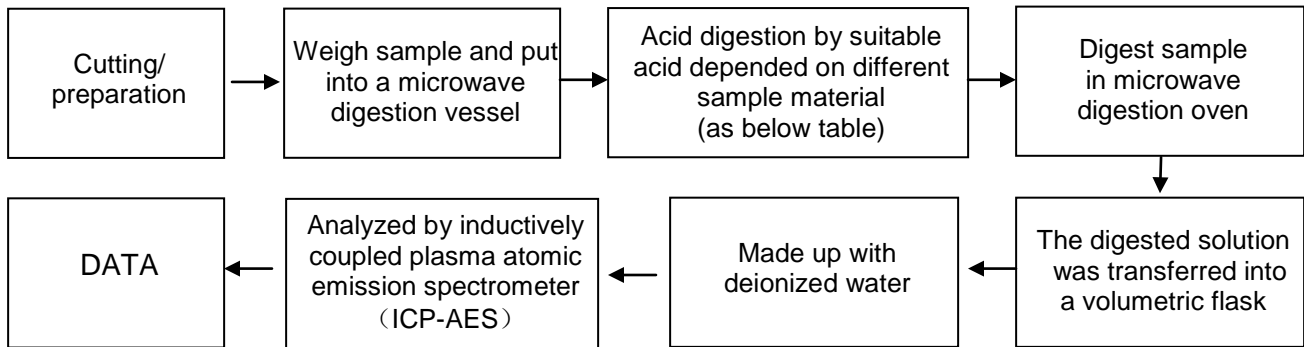 Cutting/
preparation
Weigh sample and put
into a microwave
digestion vessel
Acid digestion by suitable
acid depended on different
sample material
(as below table)
Digest sample
in microwave
digestion oven
The digested solution
was transferred into
a volumetric flask
Made up with
deionized water
Analyzed by inductively
coupled plasma atomic
emission spectrometer
（ICP-AES）
DATA